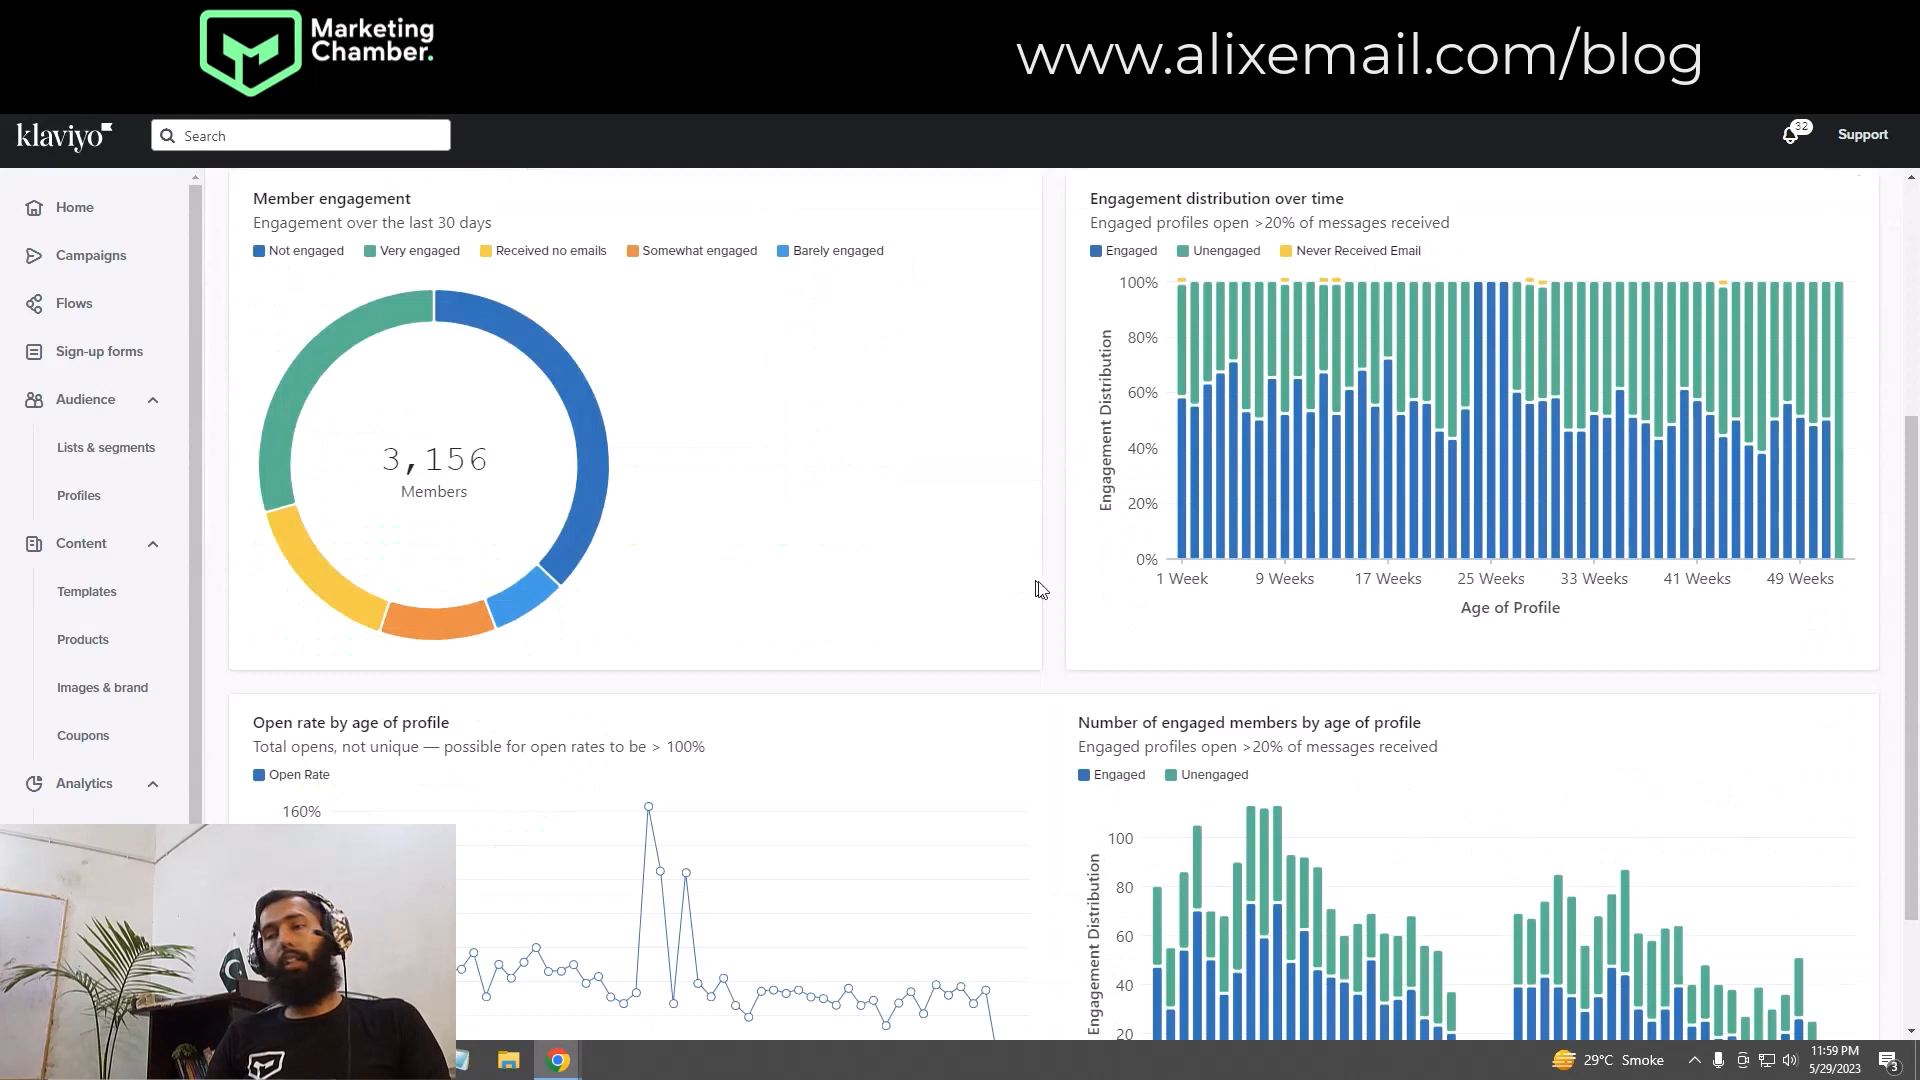 Marketing
Chamber.
www.alixemail.com/blog
klaviyo
Search
32
Support
Home
Campaigns
Flows
Sign-up forms
Audience
Lists & segments
Profiles
Content
Templates
Products
Images & brand
Coupons
Analytics
Member engagement
Engagement over the last 30 days
Not engaged Very engaged Received no emails Somewhat engaged Barely engaged
3,156
Members
Engagement distribution over time
Engaged profiles open >20% of messages received
Engaged Unengaged Never Received Email
100%
80%
60%
40%
20%
0%
Engagement Distribution
1 Week 9 Weeks 17 Weeks 25 Weeks 33 Weeks 41 Weeks 49 Weeks
Age of Profile
Open rate by age of profile
Total opens, not unique — possible for open rates to be > 100%
Open Rate
160%
Number of engaged members by age of profile
Engaged profiles open >20% of messages received
Engaged Unengaged
100
80
60
40
20
Engagement Distribution
29°C Smoke
11:59 PM
5/29/2023
3